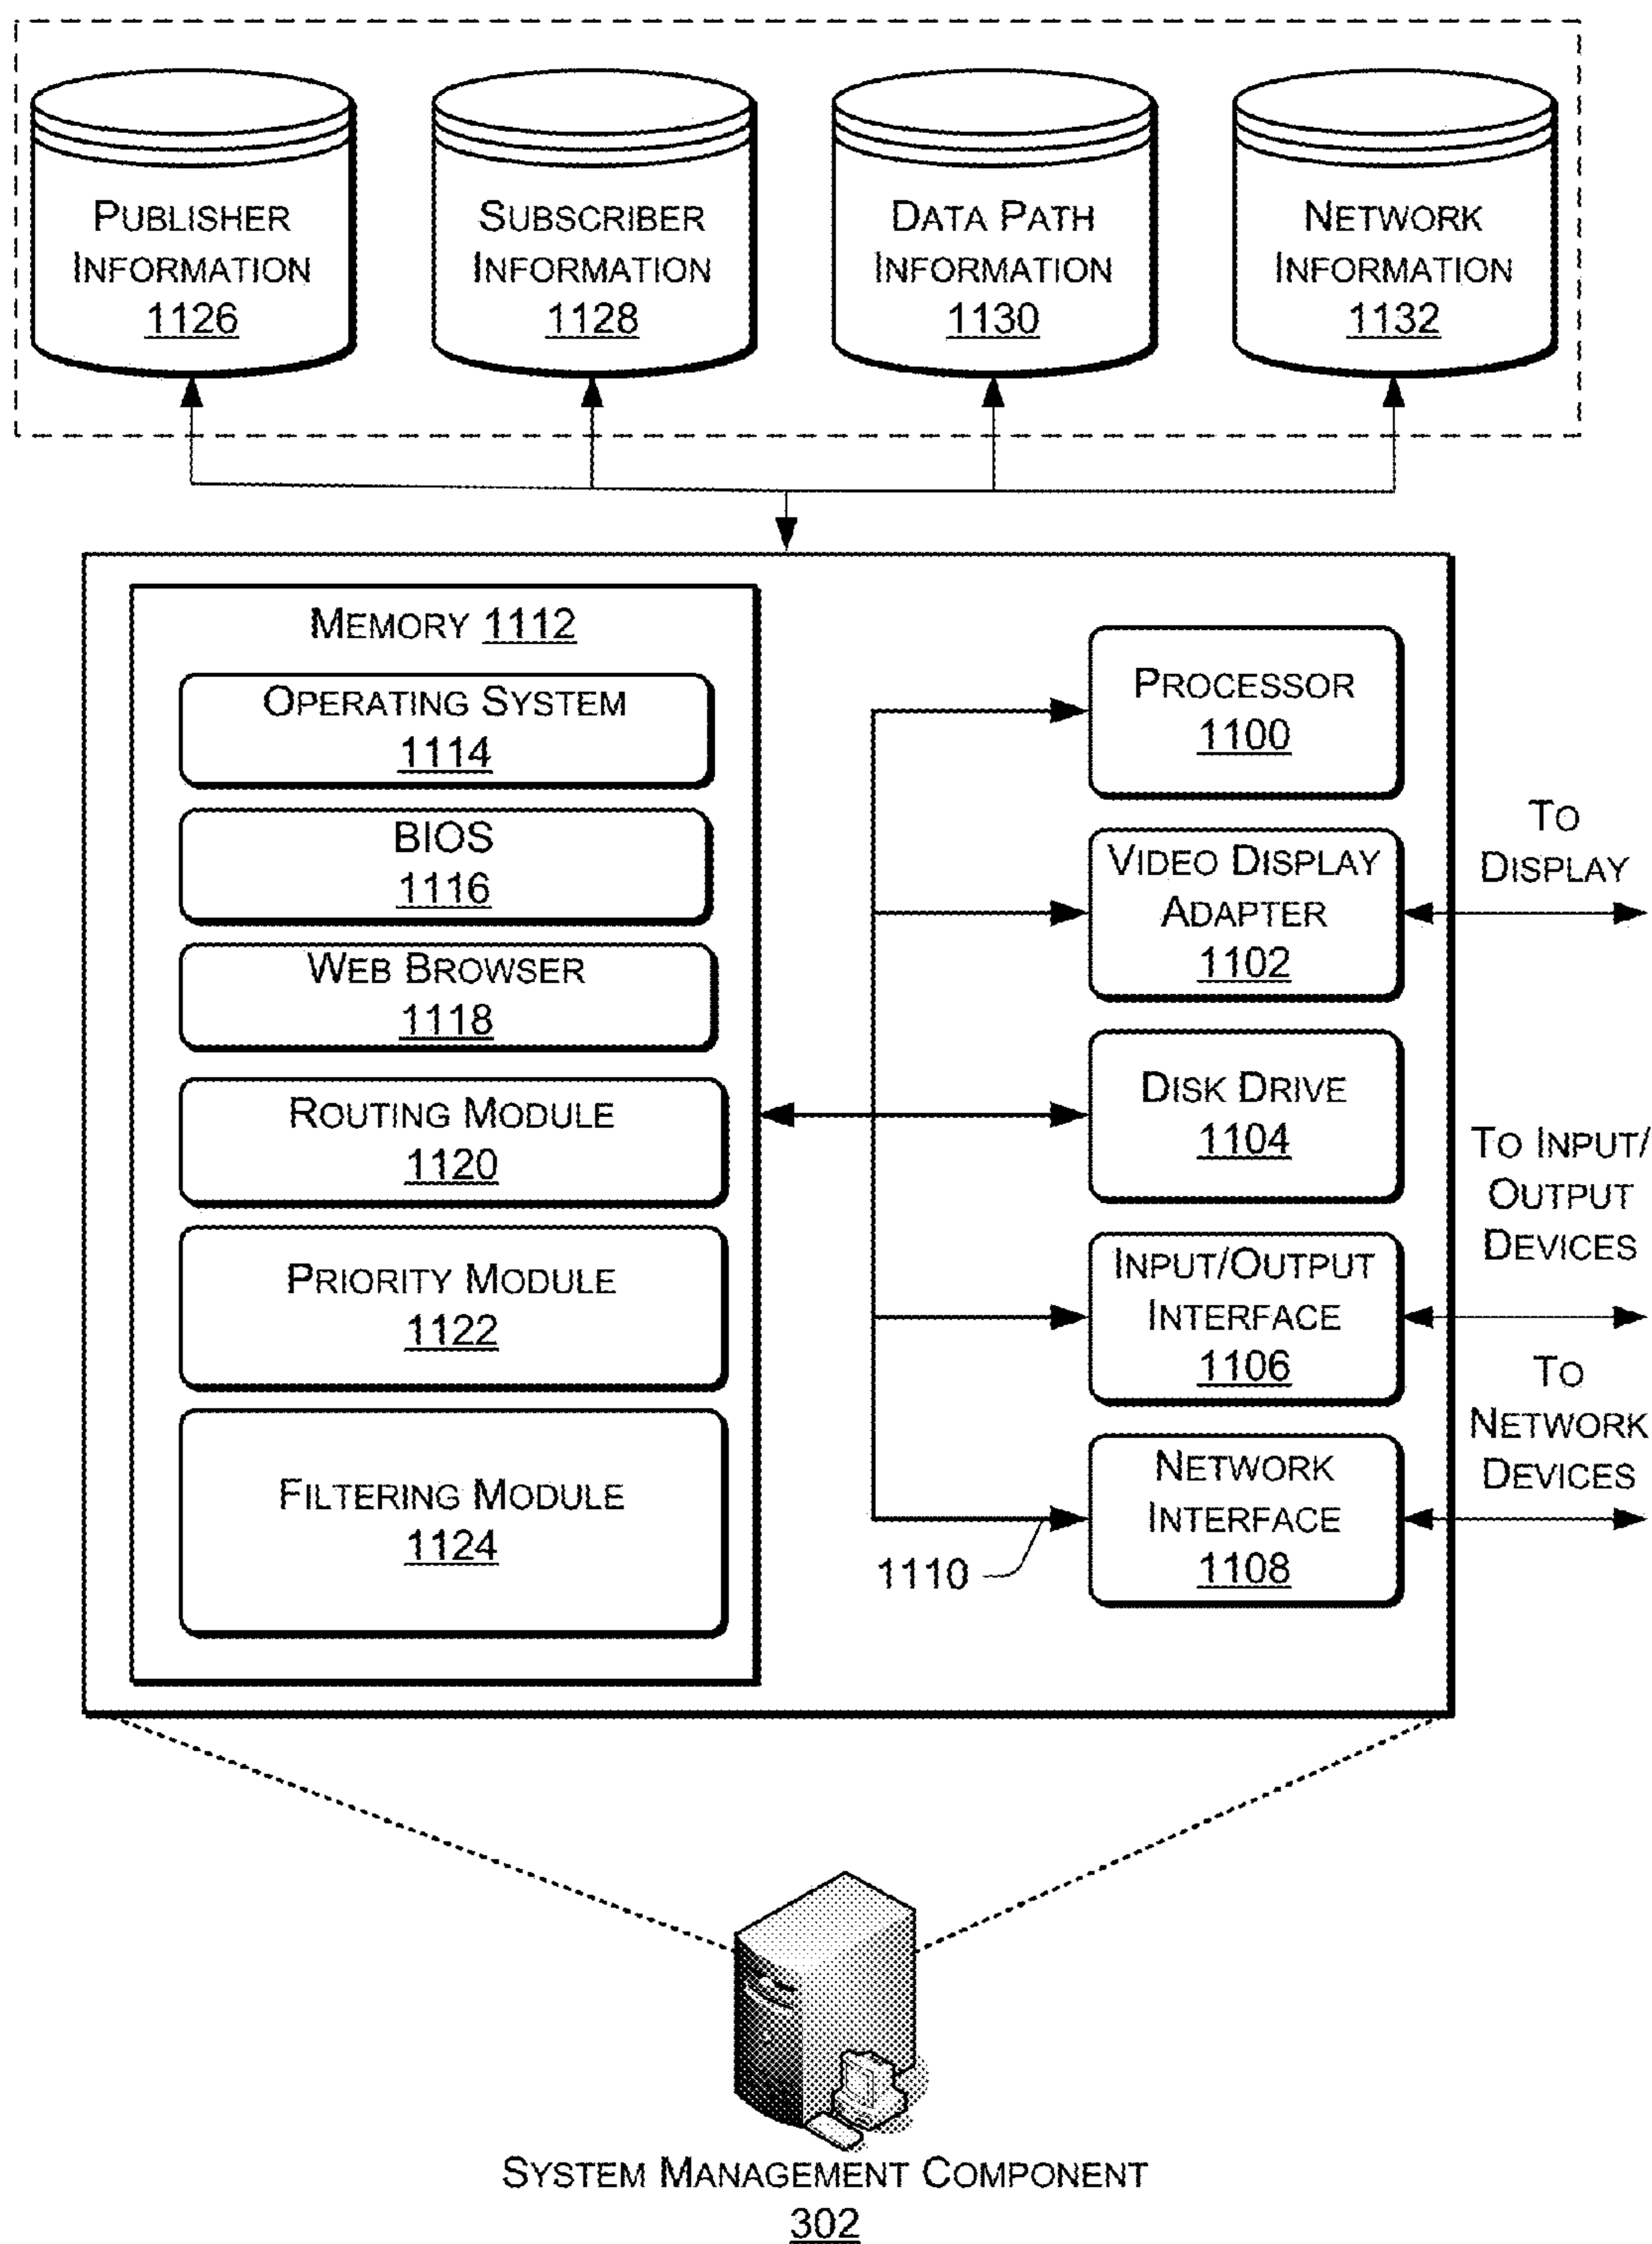 PUBLISHER
INFORMATION
1126
SUBSCRIBER
INFORMATION
1128
DATA PATH
INFORMATION
1130
NETWORK
INFORMATION
1132
MEMORY 1112
OPERATING SYSTEM
1114
BIOS
1116
WEB BROWSER
1118
ROUTING MODULE
1120
PRIORITY MODULE
1122
FILTERING MODULE
1124
PROCESSOR
1100
VIDEO DISPLAY
ADAPTER
1102
DISK DRIVE
1104
INPUT/OUTPUT
INTERFACE
1106
NETWORK
INTERFACE
1108
1110
TO
DISPLAY
TO INPUT/
OUTPUT
DEVICES
TO
NETWORK
DEVICES
SYSTEM MANAGEMENT COMPONENT
302